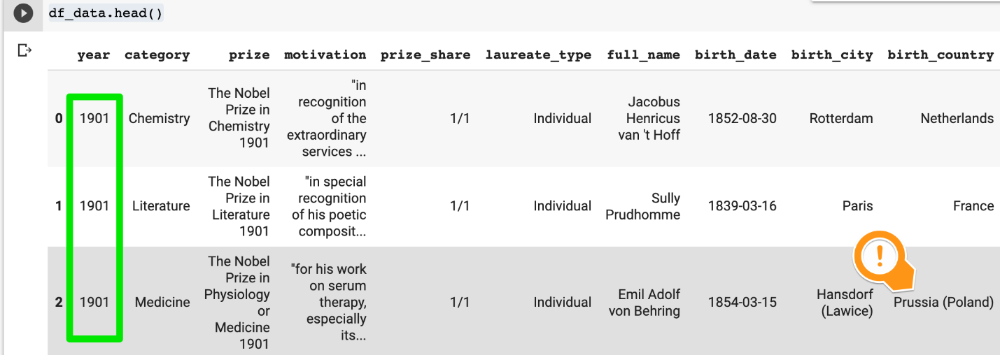 df_data.head()
year category prize motivation prize_share laureate_type full_name birth_date birth_city birth_country
0 1901 Chemistry The Nobel Prize in Chemistry 1901 "in recognition of the extraordinary services ... 1/1 Individual Jacobus Henricus van 't Hoff 1852-08-30 Rotterdam Netherlands
1 1901 Literature The Nobel Prize in Literature 1901 "in special recognition of his poetic composit... 1/1 Individual Sully Prudhomme 1839-03-16 Paris France
!
2 1901 Medicine The Nobel Prize in Physiology or Medicine 1901 "for his work on serum therapy, especially its... 1/1 Individual Emil Adolf von Behring 1854-03-15 Hansdorf (Lawice) Prussia (Poland)